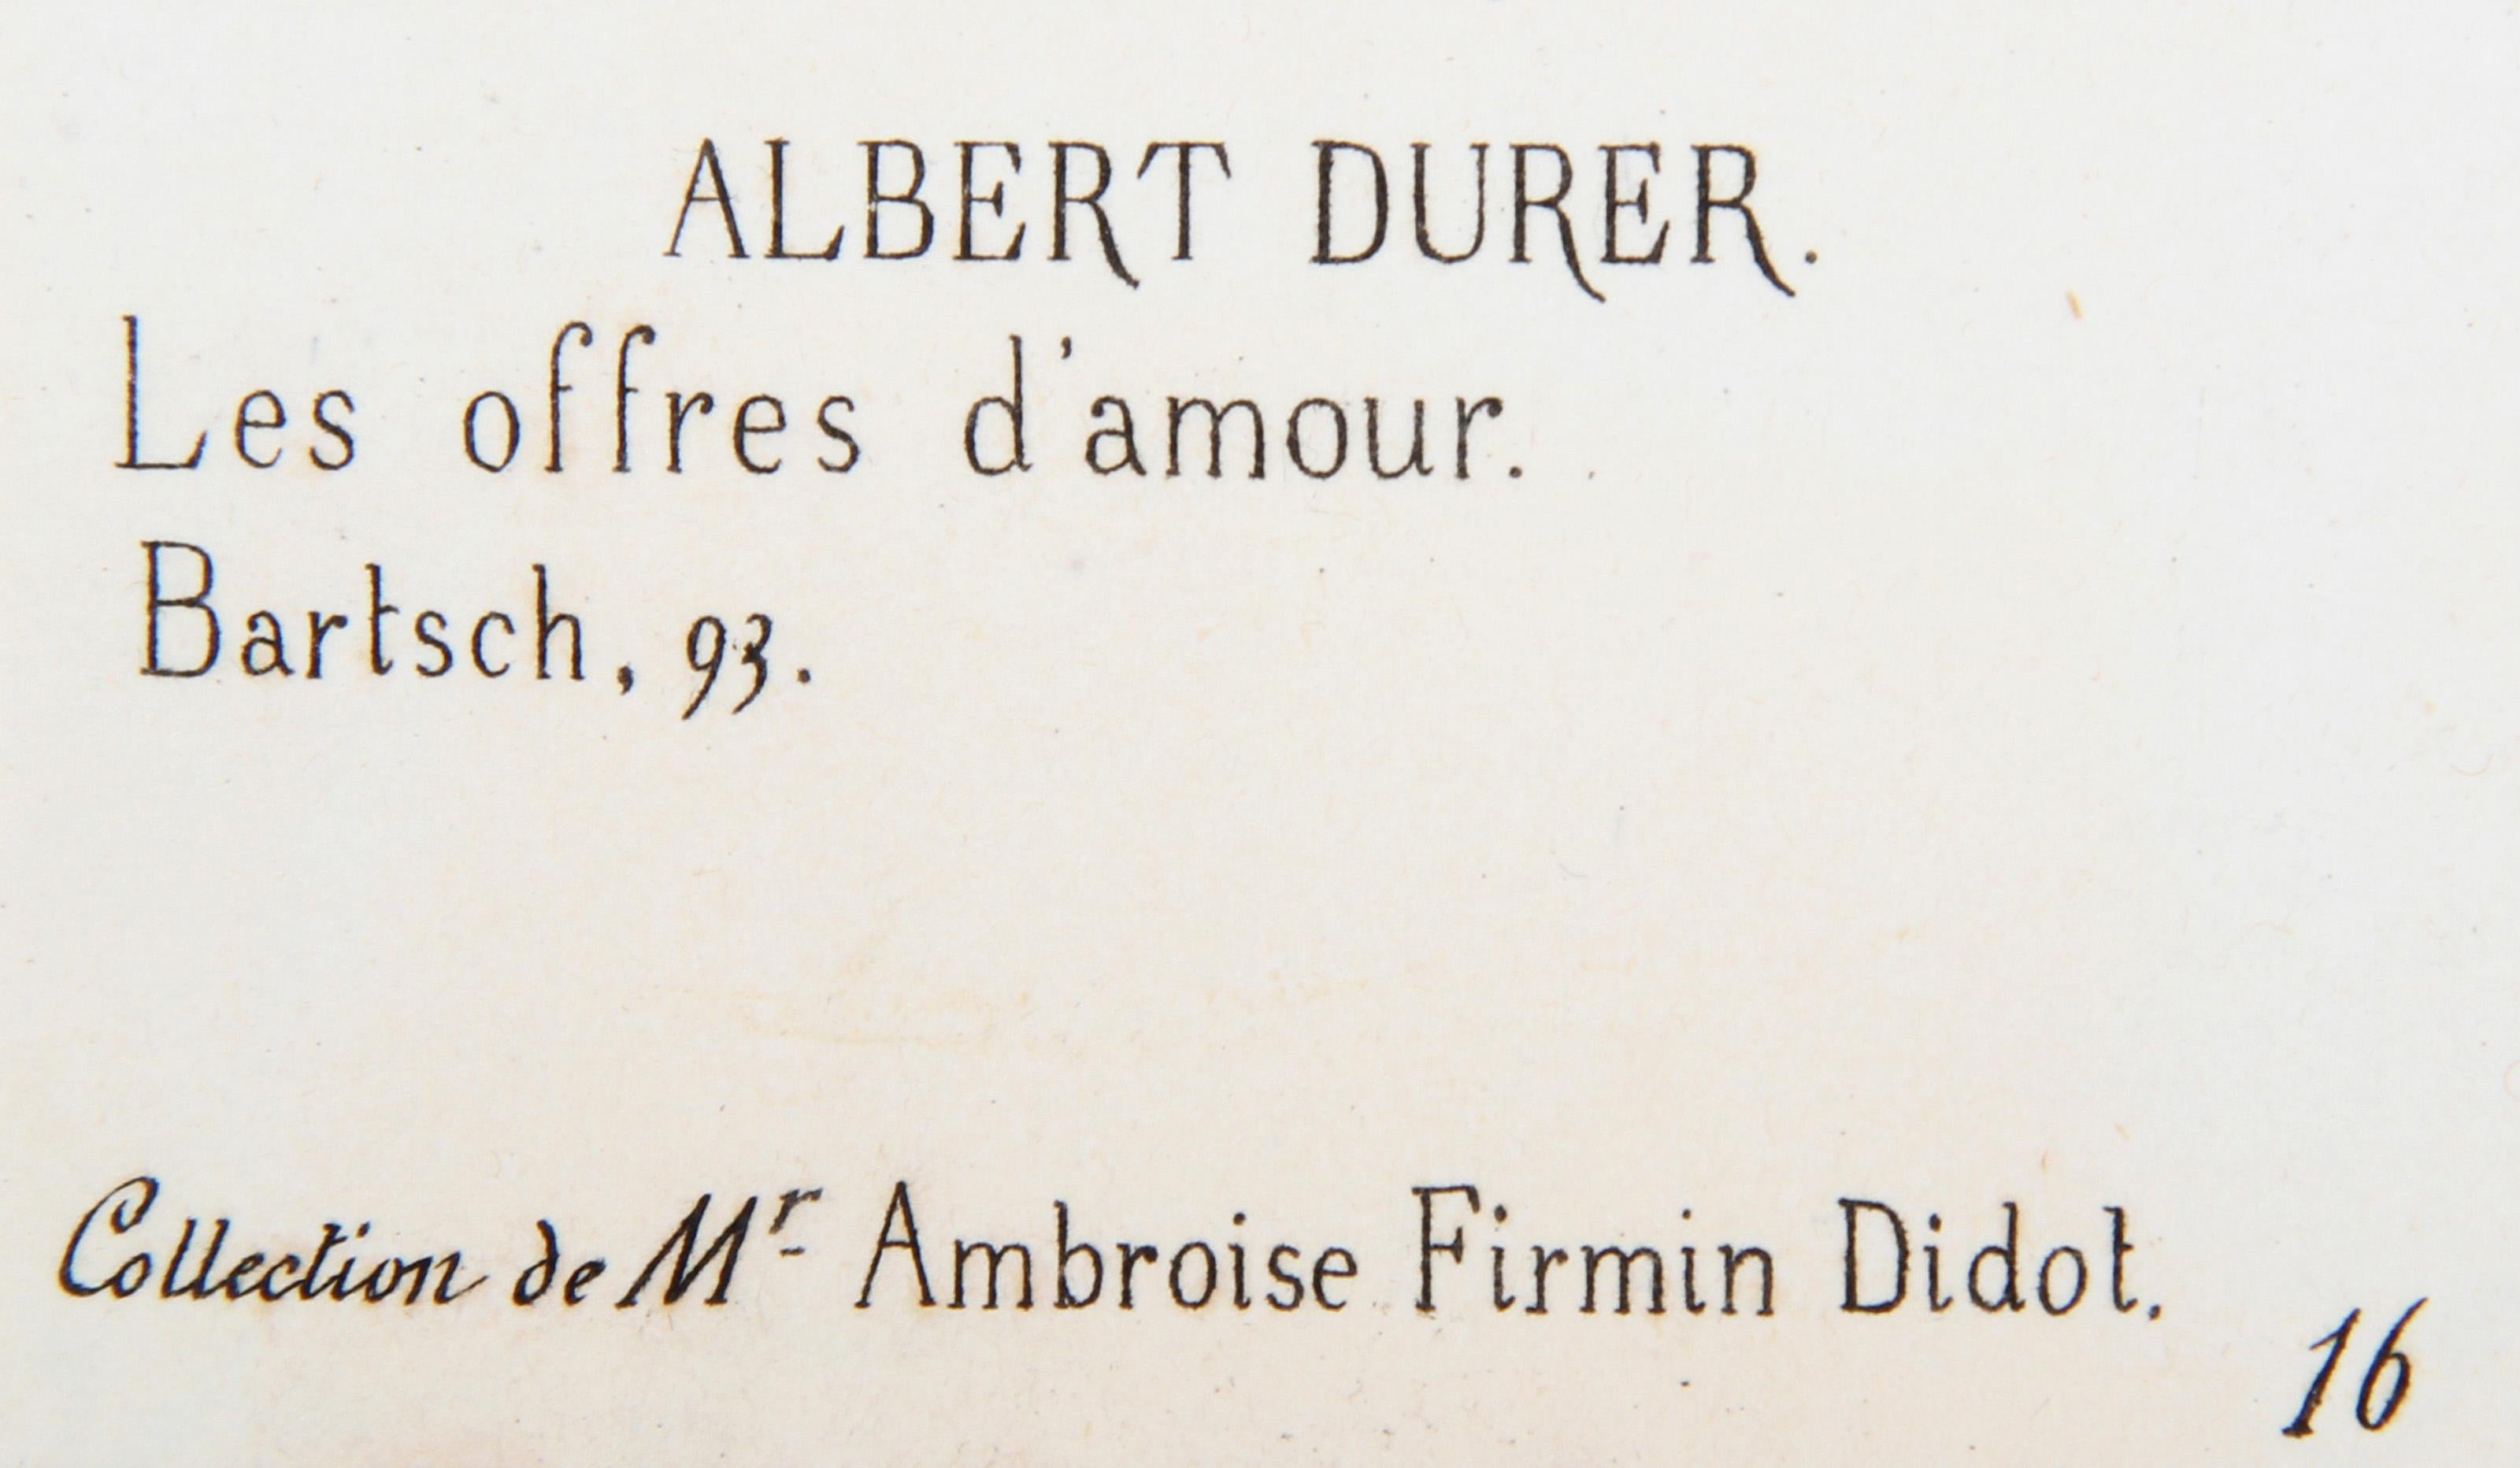 ALBERT DURER.
Les offres d'amour.
Bartsch, 93.
Collection de Mr Ambroise Firmin Didot.
16